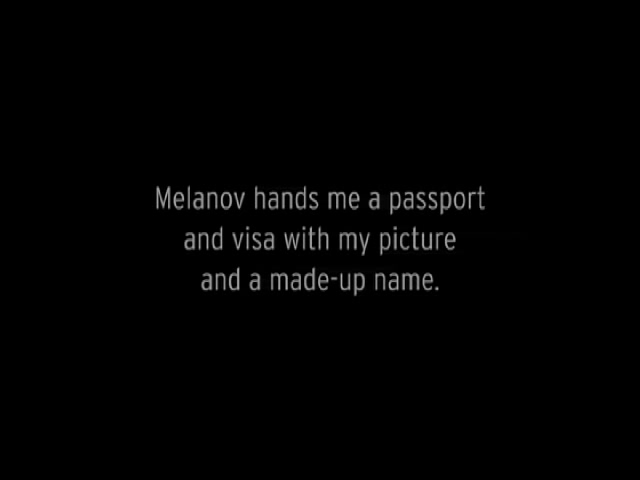 Melanov hands me a passport
and visa with my picture
and a made-up name.